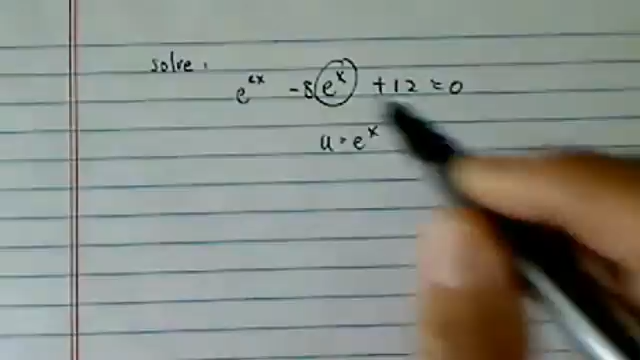 solve:
e^{2x} - 8e^x + 12 = 0
u = e^x